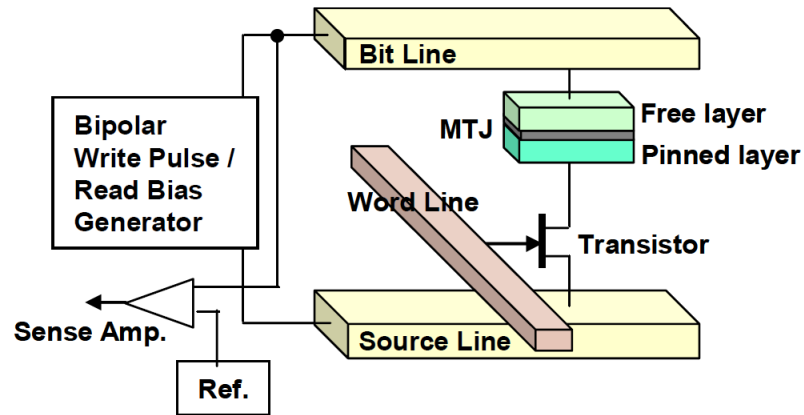 Bit Line
Bipolar
Write Pulse /
Read Bias
Generator
MTJ
Free layer
Pinned layer
Word Line
Transistor
Sense Amp.
Source Line
Ref.